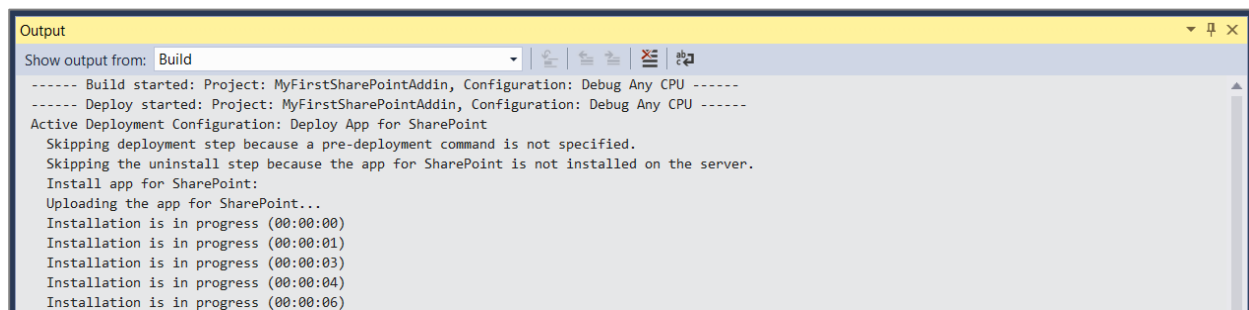 Output
Show output from: Build
------ Build started: Project: MyFirstSharePointAddin, Configuration: Debug Any CPU ------
------ Deploy started: Project: MyFirstSharePointAddin, Configuration: Debug Any CPU ------
Active Deployment Configuration: Deploy App for SharePoint
Skipping deployment step because a pre-deployment command is not specified.
Skipping the uninstall step because the app for SharePoint is not installed on the server.
Install app for SharePoint:
Uploading the app for SharePoint...
Installation is in progress (00:00:00)
Installation is in progress (00:00:01)
Installation is in progress (00:00:03)
Installation is in progress (00:00:04)
Installation is in progress (00:00:06)